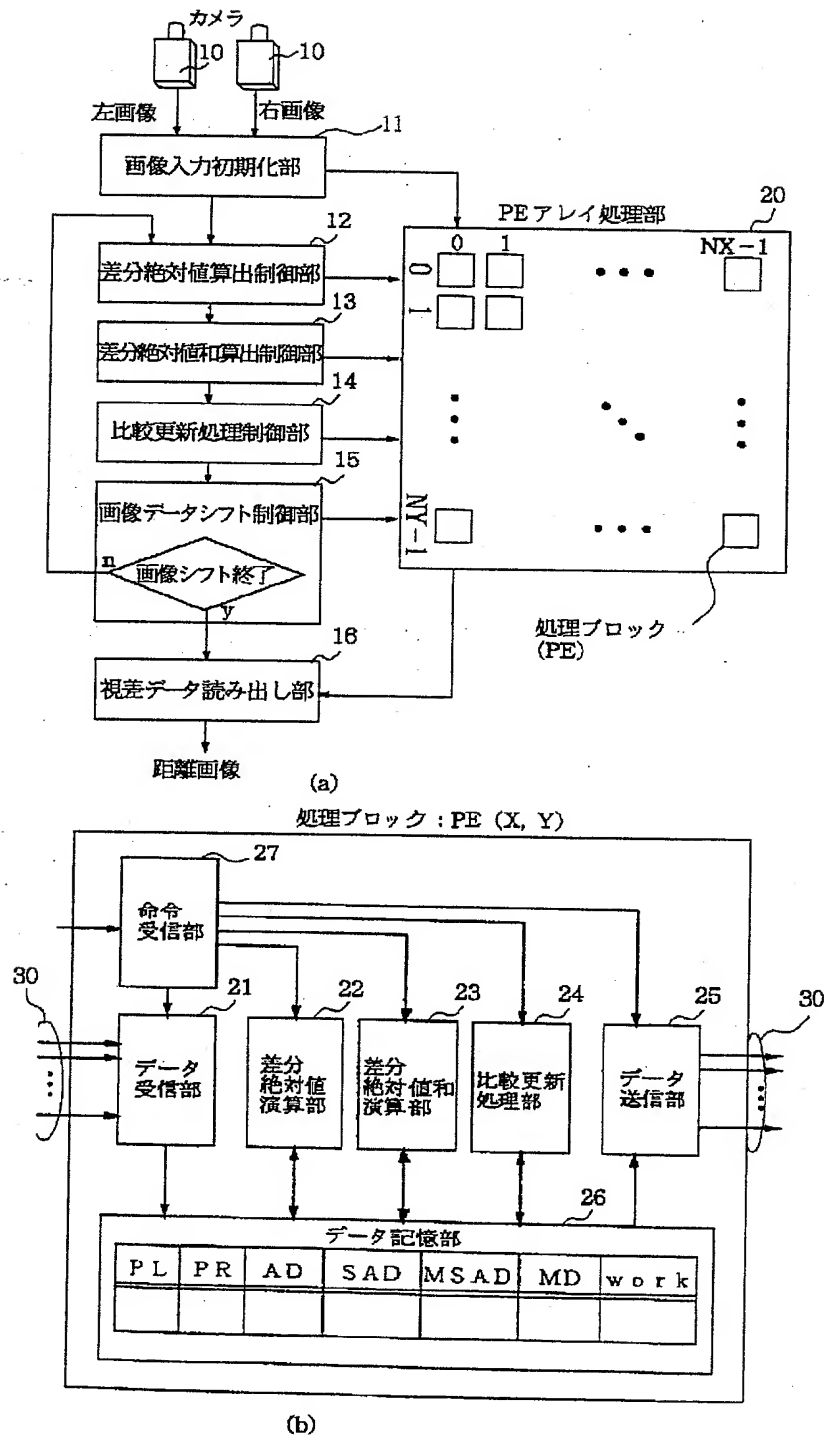 カメラ
10
10
左画像
右画像
11
画像入力初期化部
PEアレイ処理部
20
12
0
1
NX-1
差分絶対値算出制御部
0
1
13
差分絶対値和算出制御部
14
比較更新処理制御部
15
画像データシフト制御部
NY-1
n
画像シフト終了
y
処理ブロック
(PE)
16
視差データ読み出し部
距離画像
(a)
処理ブロック:PE (X, Y)
27
命令
受信部
30
21
22
23
24
25
30
データ
受信部
差分
絶対値
演算部
差分
絶対値和
演算部
比較更新
処理部
データ
送信部
26
データ記憶部
PL PR AD SAD MSAD MD work
(b)